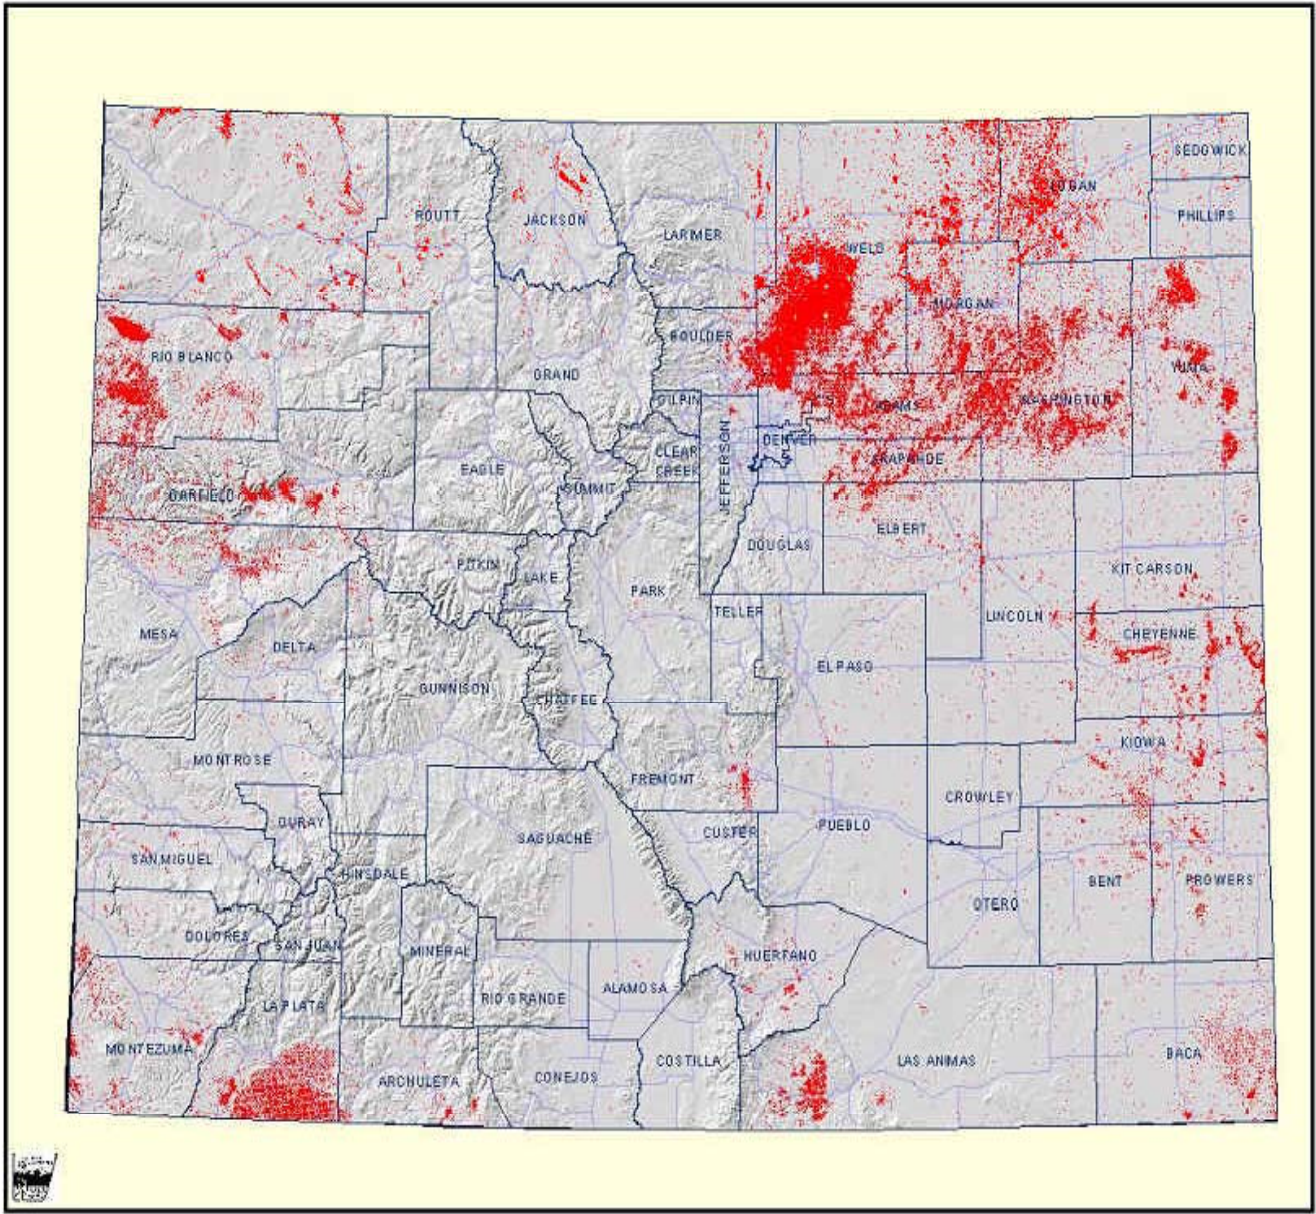 SEDGWICK
LOGAN
ROUTT
JACKSON
LARIMER
PHILLIPS
WELD
MORGAN
BOULDER
RIO BLANCO
YUMA
GRAND
GILPIN
ADAMS
WASHINGTON
DENVER
CLEAR
CREEK
JEFFERSON
ARAPAHOE
EAGLE
SUMMIT
GARFIELD
ELBERT
DOUGLAS
PITKIN
LAKE
PARK
KIT CARSON
TELLER
LINCOLN
MESA
DELTA
CHEYENNE
EL PASO
GUNNISON
CHAFFEE
MONTROSE
KIOWA
FREMONT
CROWLEY
OURAY
SAGUACHE
CUSTER
PUEBLO
SAN MIGUEL
HINSDALE
BENT
PROWERS
OTERO
DOLORES
SAN JUAN
MINERAL
HUERFANO
LA PLATA
RIO GRANDE
ALAMOSA
MONTEZUMA
ARCHULETA
CONEJOS
COSTILLA
LAS ANIMAS
BACA